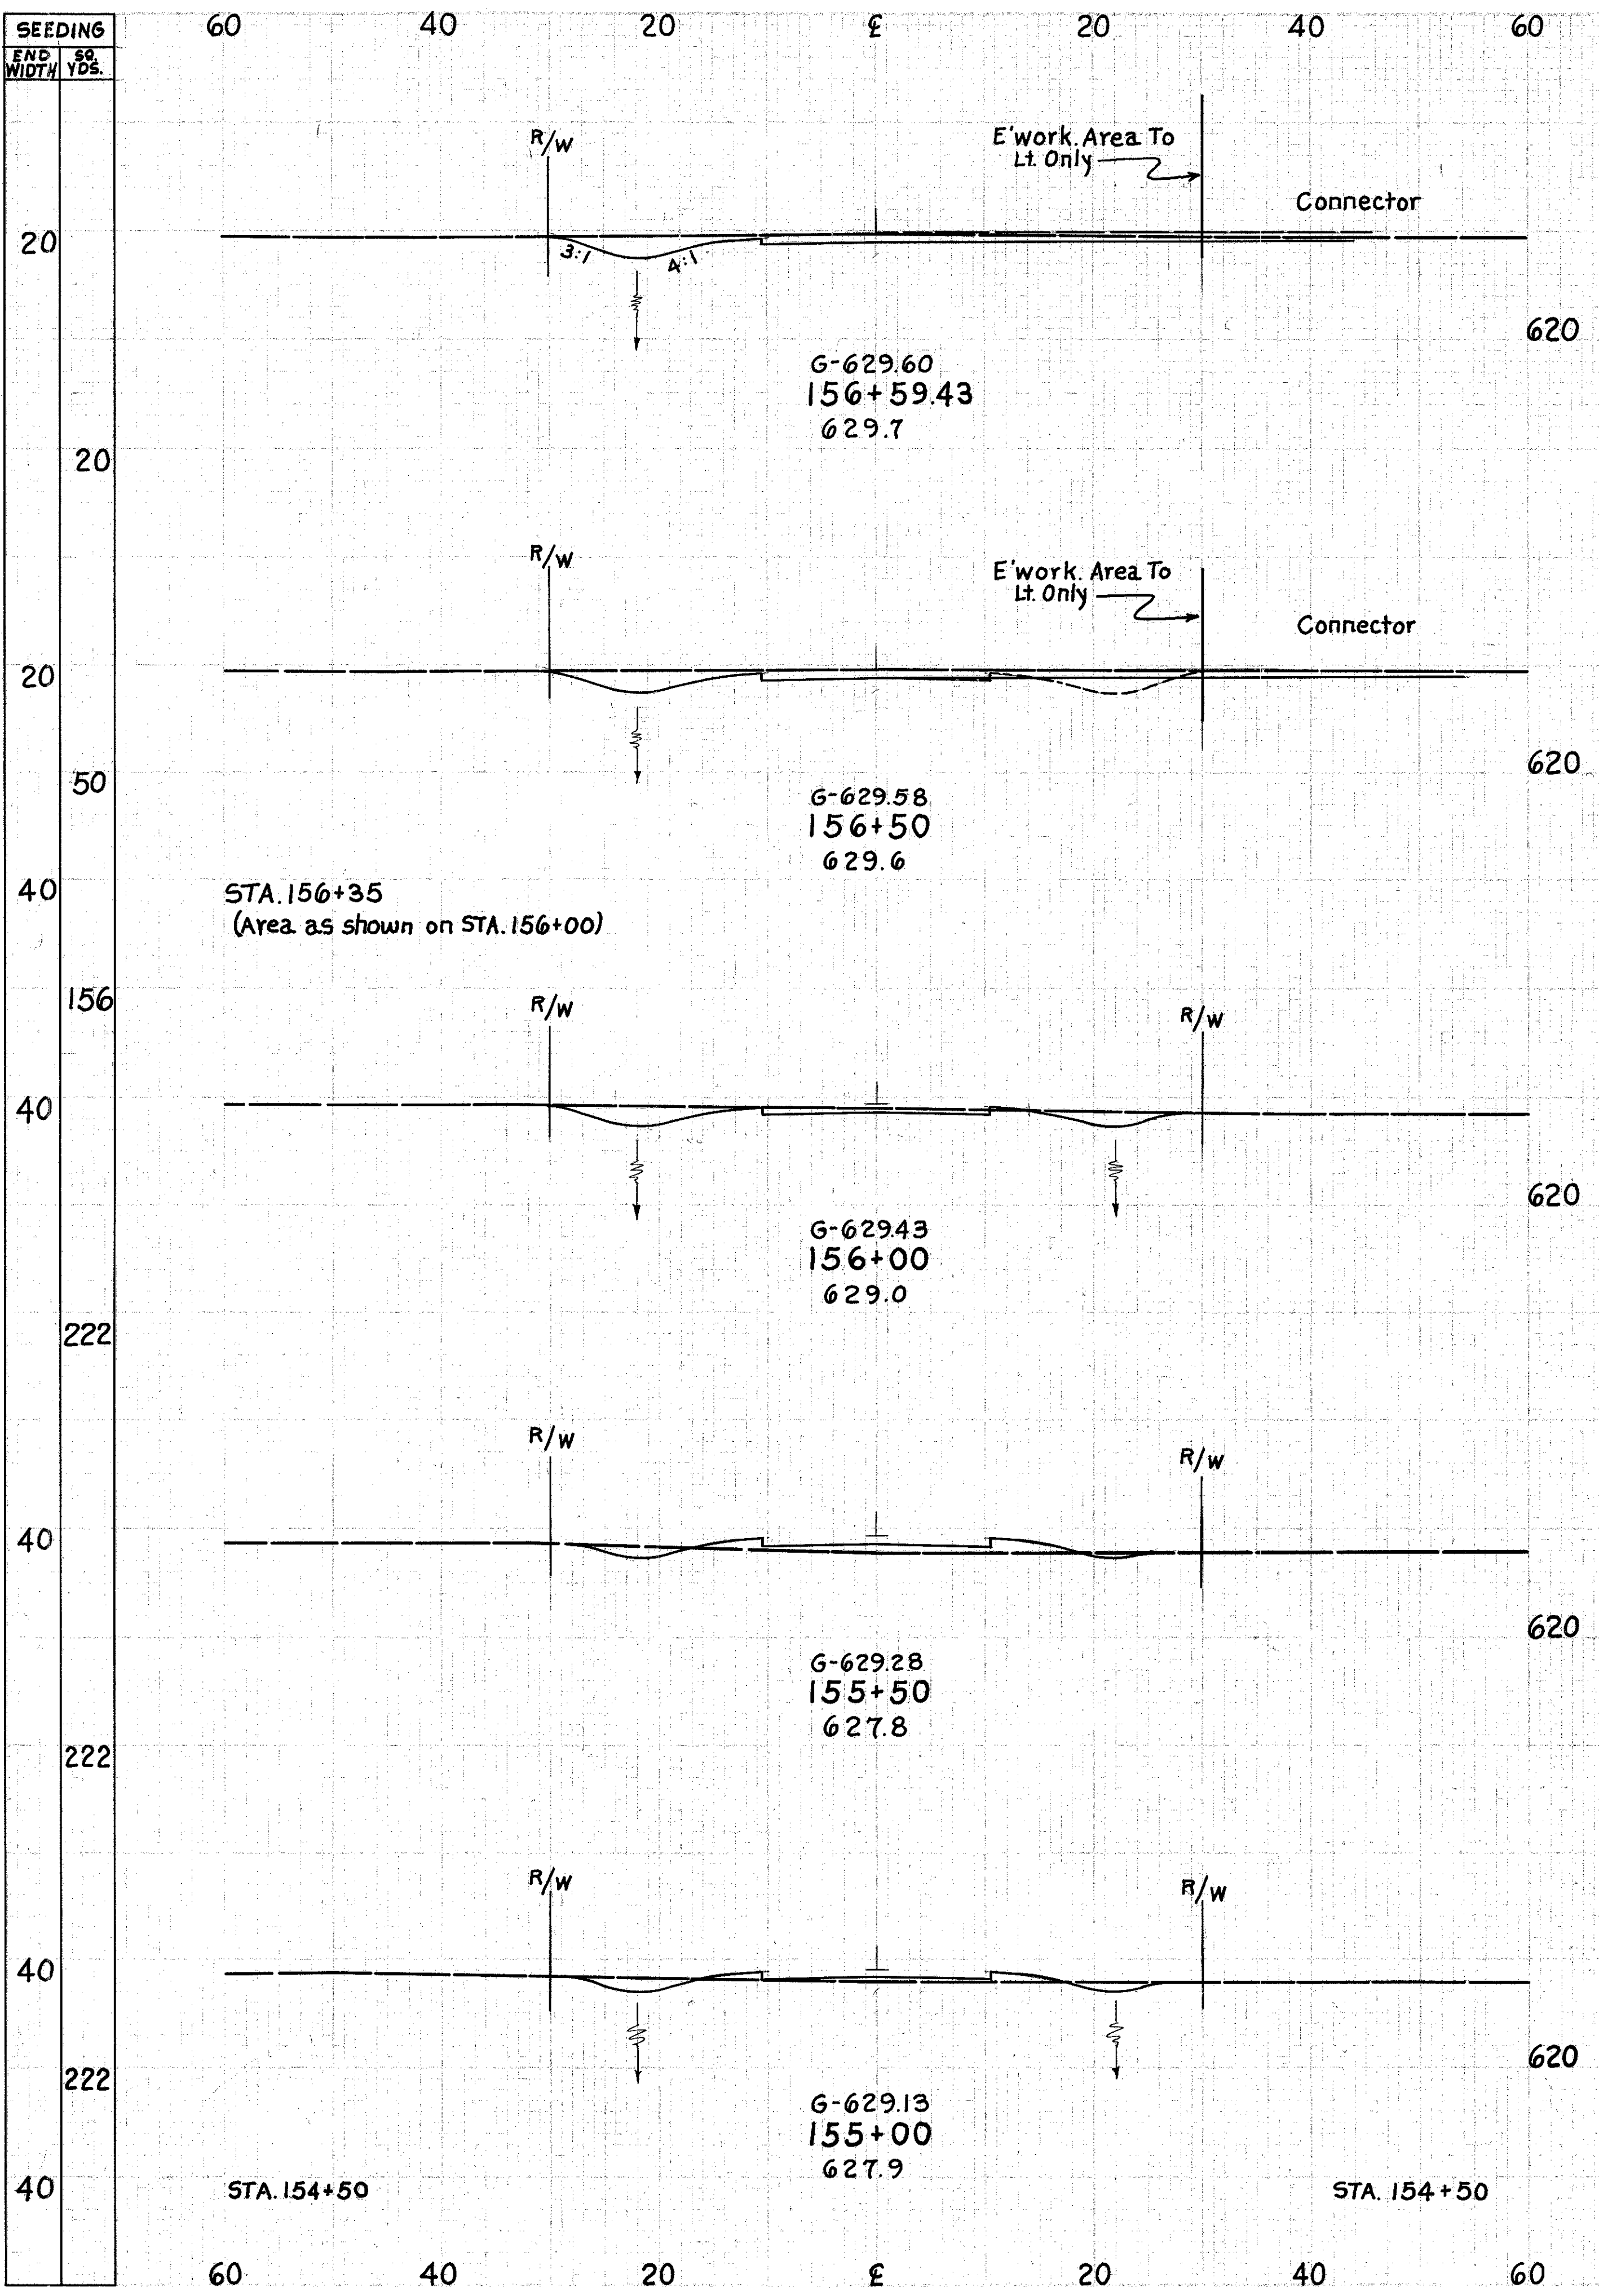 SEEDING
END WIDTH
SQ. YDS.
60 40 20 ℄ 20 40 60
R/W
E'work. Area To
Lt. Only
Connector
20
3:1
4:1
620
G-629.60
156+59.43
629.7
20
R/W
E'work. Area To
Lt. Only
Connector
20
620
50
G-629.58
156+50
629.6
40
STA. 156+35
(Area as shown on STA. 156+00)
156
R/W
R/W
40
620
G-629.43
156+00
629.0
222
R/W
R/W
40
620
G-629.28
155+50
627.8
222
R/W
R/W
40
620
222
G-629.13
155+00
627.9
40
STA. 154+50
STA. 154+50
60 40 20 ℄ 20 40 60